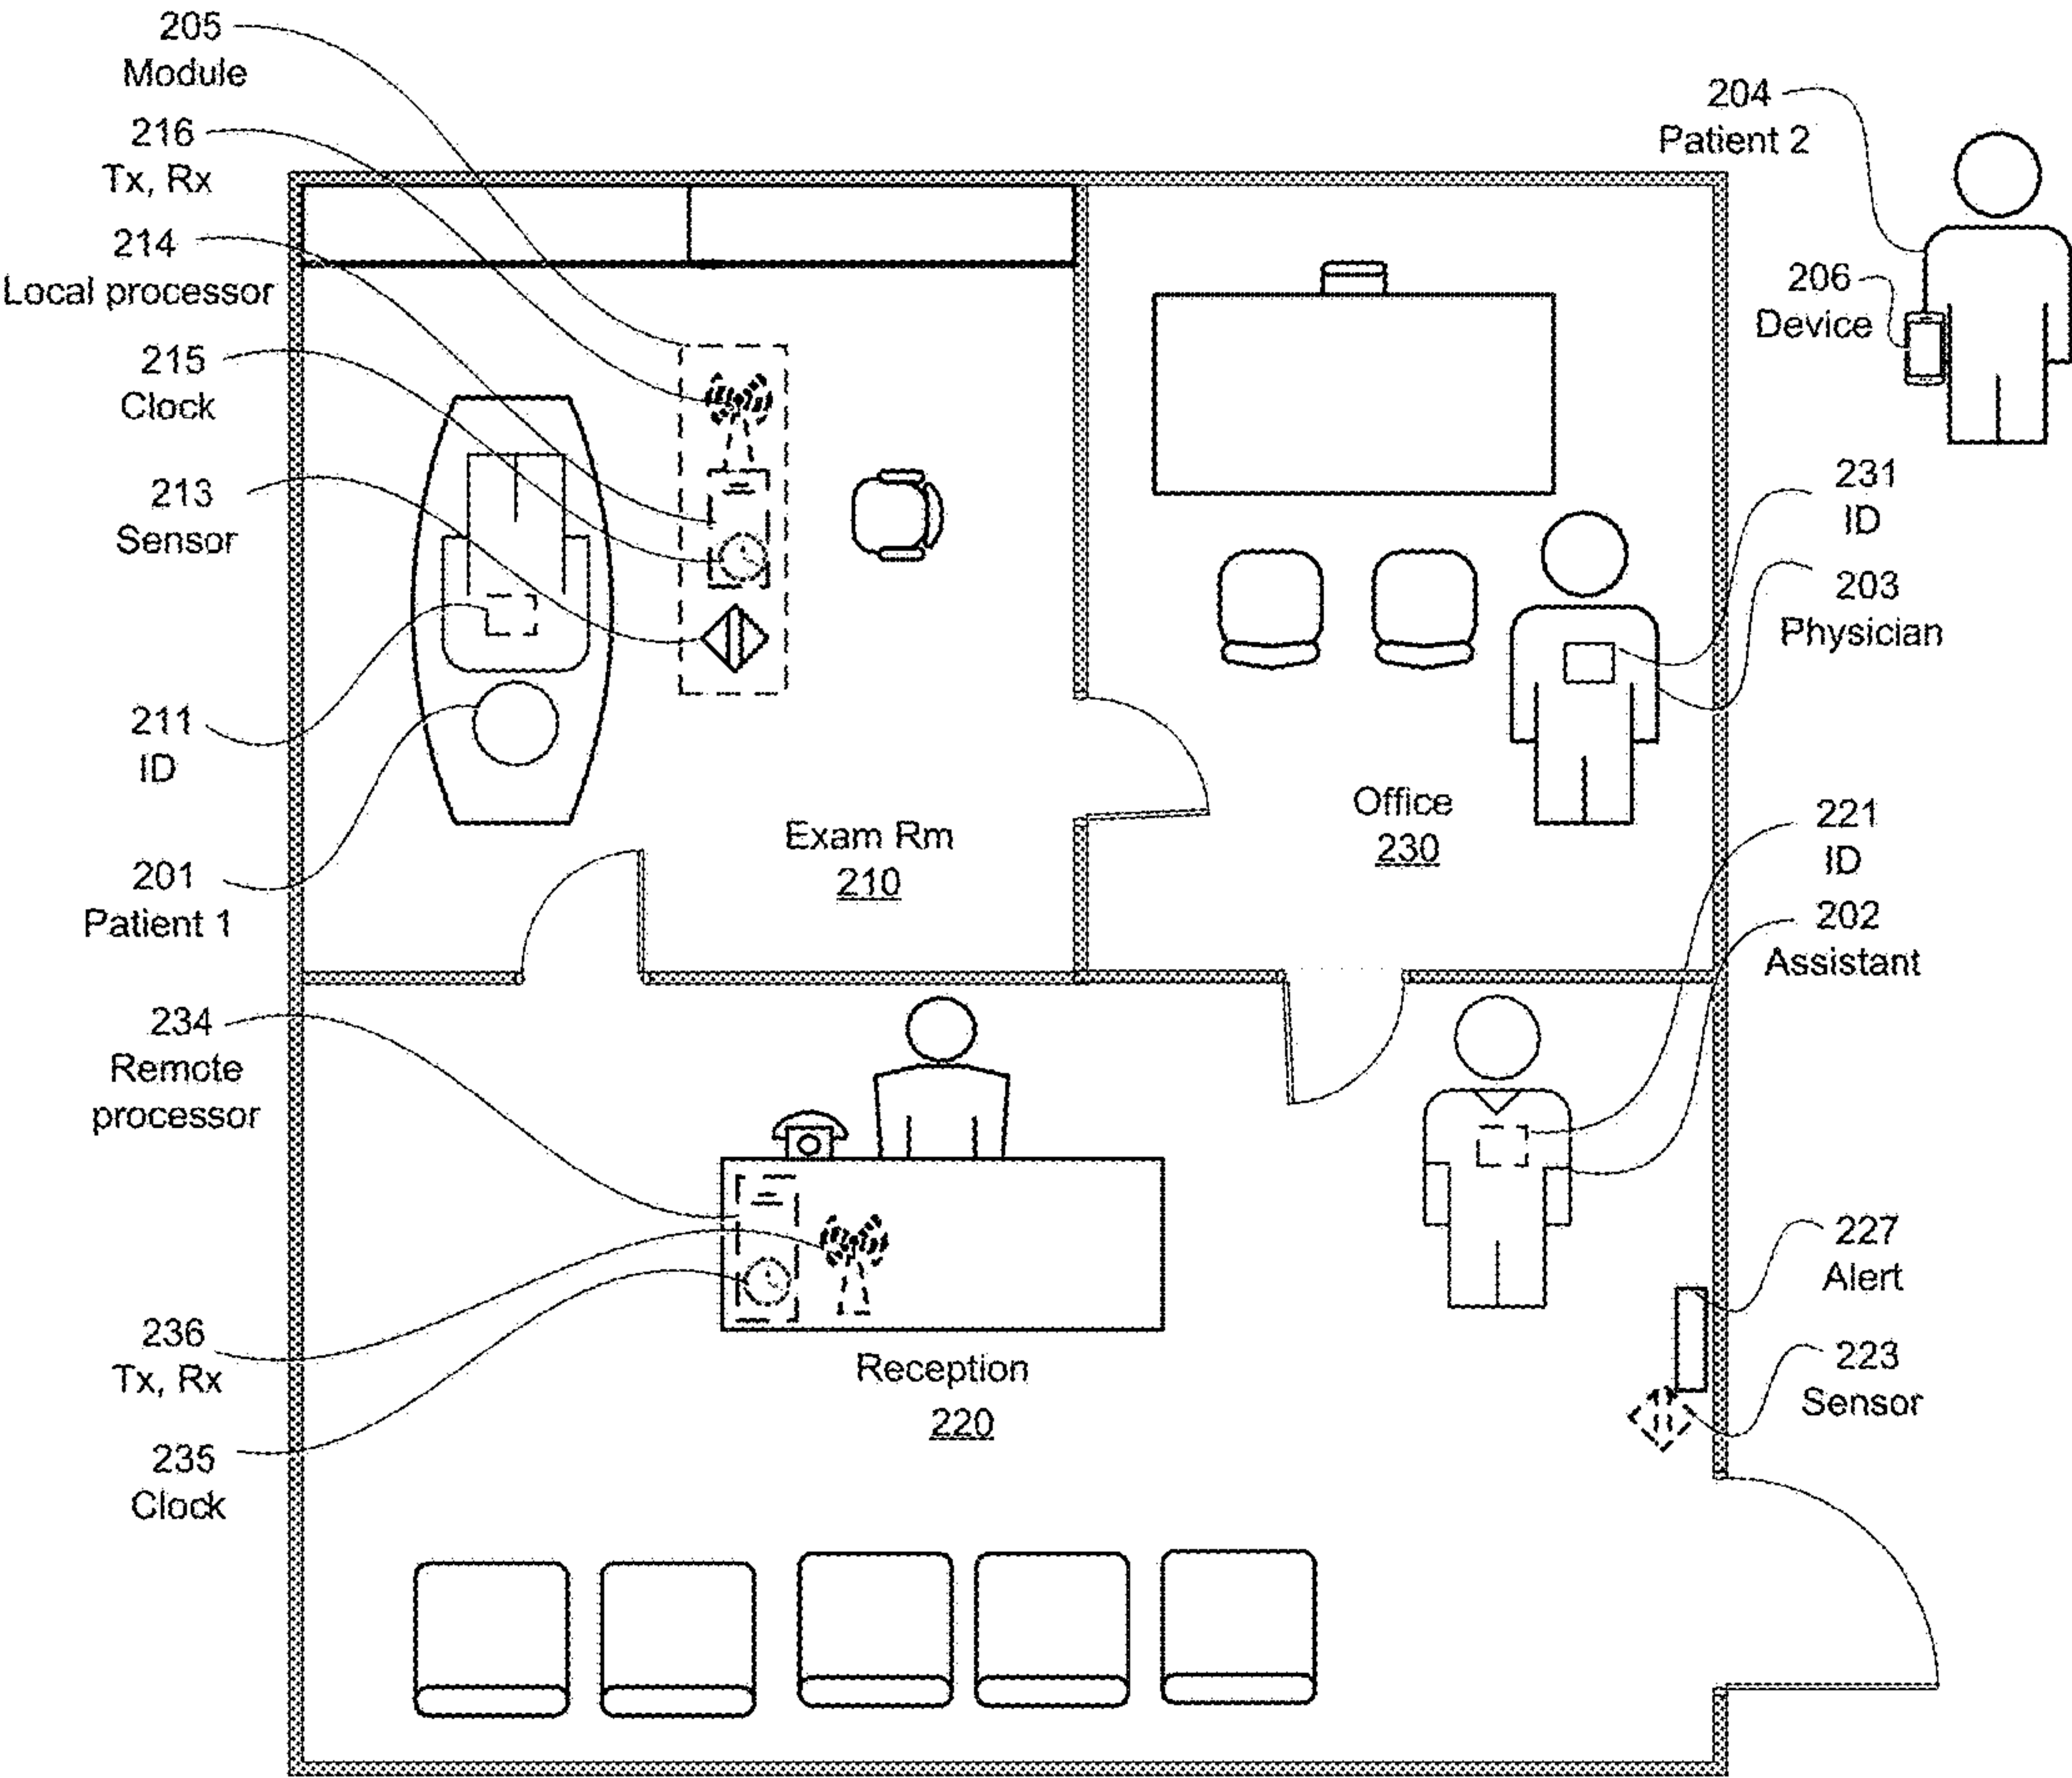 205
Module
216
Tx, Rx
214
Local processor
215
Clock
213
Sensor
211
ID
201
Patient 1
234
Remote
processor
236
Tx, Rx
235
Clock
Exam Rm
210
Office
230
Reception
220
204
Patient 2
206
Device
231
ID
203
Physician
221
ID
202
Assistant
227
Alert
223
Sensor